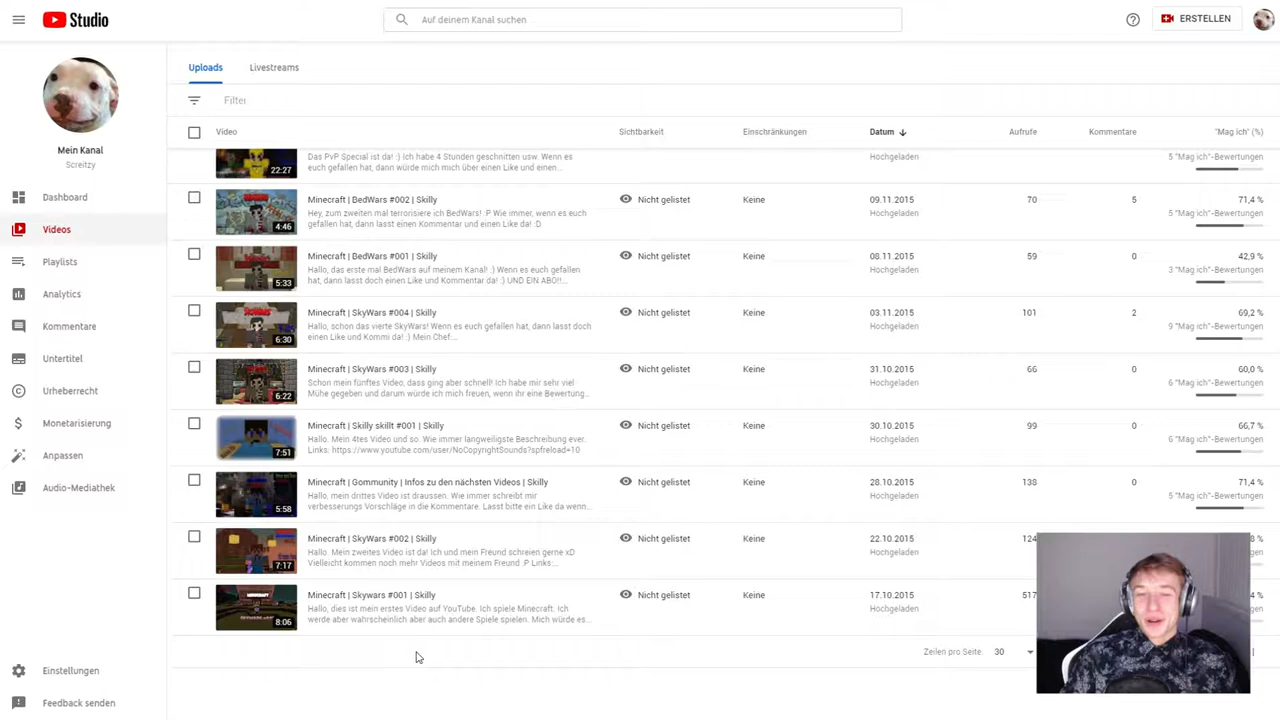 Studio
Auf deinem Kanal suchen
ERSTELLEN
Mein Kanal
Screitzy
Dashboard
Videos
Playlists
Analytics
Kommentare
Untertitel
Urheberrecht
Monetarisierung
Anpassen
Audio-Mediathek
Einstellungen
Feedback senden
Uploads Livestreams
Filter
Video Sichtbarkeit Einschränkungen Datum Aufrufe Kommentare "Mag ich" (%)
Das PvP Special ist da! :) Ich habe 4 Stunden geschnitten usw. Wenn es
euch gefallen hat, dann würde mich mich über einen Like und einen..
22:27
Hochgeladen
5 "Mag ich"-Bewertungen
Minecraft | BedWars #002 | Skilly
Hey, zum zweiten mal terrorisiere ich BedWars! :P Wie immer, wenn es euch
gefallen hat, dann lasst einen Kommentar und einen Like da! :D
4:46
Nicht gelistet Keine 09.11.2015 70 5 71,4 %
Hochgeladen 5 "Mag ich"-Bewertungen
Minecraft | BedWars #001 | Skilly
Hallo, das erste mal BedWars auf meinem Kanal! :) Wenn es euch gefallen
hat, dann lasst doch einen Like und Kommentar da! :) UND EIN ABO!!..
5:33
Nicht gelistet Keine 08.11.2015 59 0 42,9 %
Hochgeladen 3 "Mag ich"-Bewertungen
Minecraft | SkyWars #004 | Skilly
Hallo, schon das vierte SkyWars! Wenn es euch gefallen hat, dann lasst doch
einen Like und Kommi da! :) Mein Chef:...
6:30
Nicht gelistet Keine 03.11.2015 101 2 69,2 %
Hochgeladen 9 "Mag ich"-Bewertungen
Minecraft | SkyWars #003 | Skilly
Schon mein fünftes Video, dass ging aber schnell! Ich habe mir sehr viel
Mühe gegeben und darum würde ich mich freuen, wenn ihr eine Bewertung...
6:22
Nicht gelistet Keine 31.10.2015 66 0 60,0 %
Hochgeladen 6 "Mag ich"-Bewertungen
Minecraft | Skilly skillt #001 | Skilly
Hallo. Mein 4tes Video und so. Wie immer langweiligste Beschreibung ever.
Links: https://www.youtube.com/user/NoCopyrightSounds?spfreload=10
7:51
Nicht gelistet Keine 30.10.2015 99 0 66,7 %
Hochgeladen 6 "Mag ich"-Bewertungen
Minecraft | Gommunity | Infos zu den nächsten Videos | Skilly
Hallo, mein drittes Video ist draussen. Wie immer schreibt mir
verbesserungs Vorschläge in die Kommentare. Lasst bitte ein Like da wenn...
5:58
Nicht gelistet Keine 28.10.2015 138 0 71,4 %
Hochgeladen 5 "Mag ich"-Bewertungen
Minecraft | SkyWars #002 | Skilly
Hallo. Mein zweites Video ist da! Ich und mein Freund schreien gerne xD
Vielleicht kommen noch mehr Videos mit meinem Freund :P Links:...
7:17
Nicht gelistet Keine 22.10.2015 124
Hochgeladen
Minecraft | Skywars #001 | Skilly
Hallo, dies ist mein erstes Video auf YouTube. Ich spiele Minecraft. Ich
werde aber wahrscheinlich aber auch andere Spiele spielen. Mich würde es...
8:06
Nicht gelistet Keine 17.10.2015 517
Hochgeladen
Zeilen pro Seite: 30